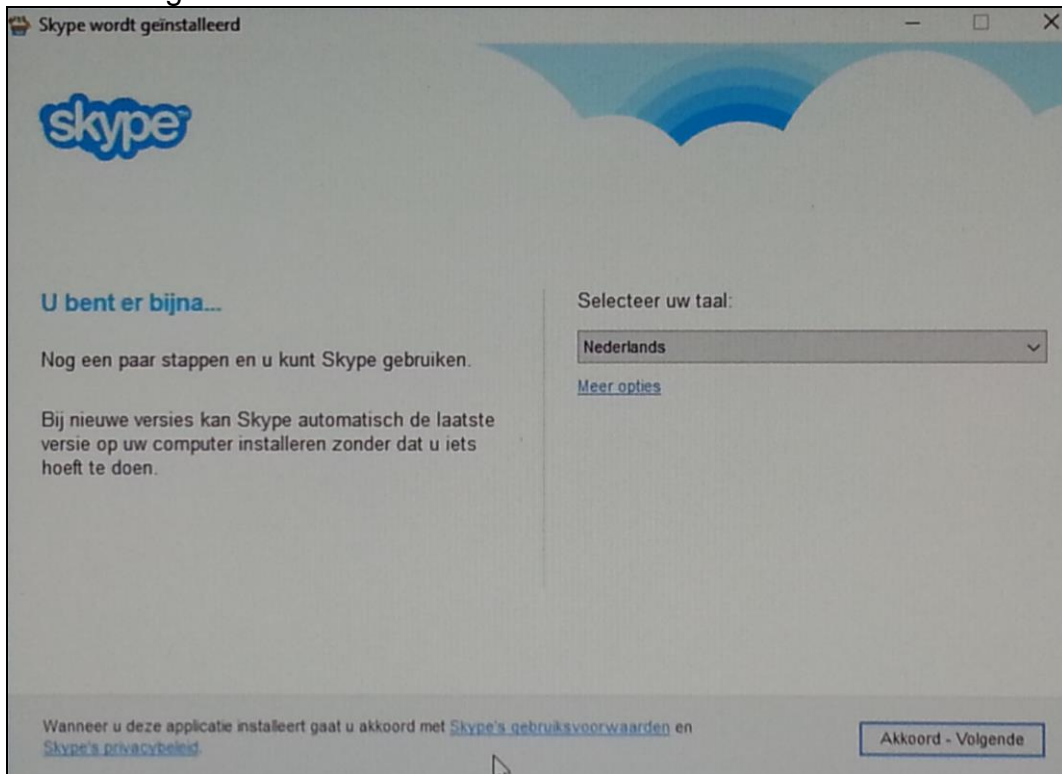 Skype wordt geïnstalleerd
skype
U bent er bijna...
Nog een paar stappen en u kunt Skype gebruiken.
Bij nieuwe versies kan Skype automatisch de laatste
versie op uw computer installeren zonder dat u iets
hoeft te doen.
Selecteer uw taal:
Nederlands
Meer opties
Wanneer u deze applicatie installeert gaat u akkoord met Skype's gebruiksvoorwaarden en
Skype's privacybeleid.
Akkoord - Volgende